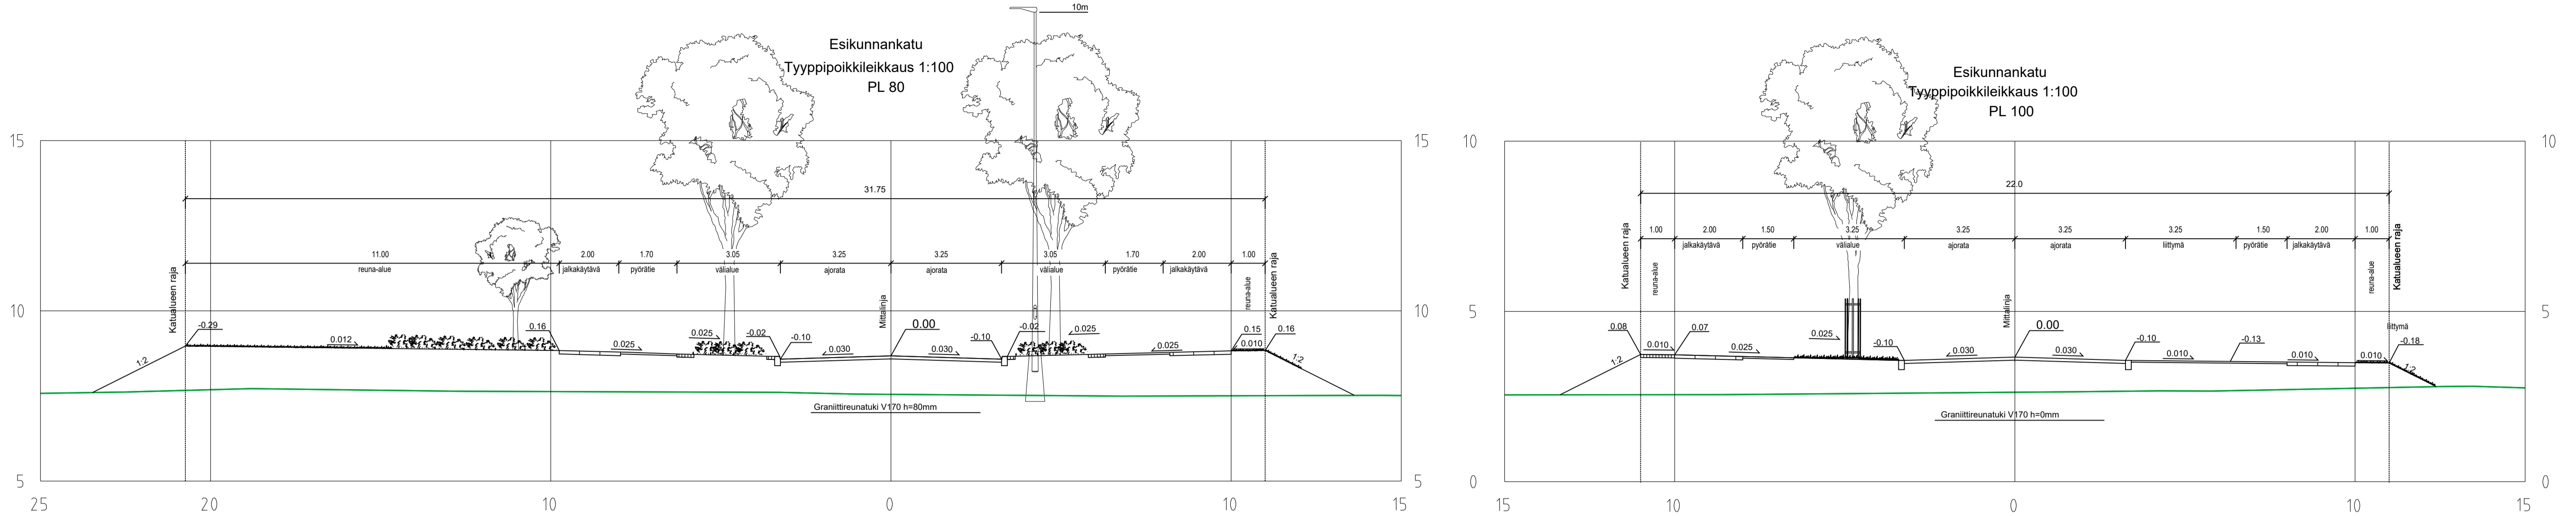 10m
Esikunnankatu
Tyyppipoikkileikkaus 1:100
PL 80
15
15
31.75
11.00
2.00
1.70
3.05
3.25
3.25
3.05
1.70
2.00
1.00
reuna-alue
jalkakäytävä
pyörätie
välialue
ajorata
ajorata
välialue
pyörätie
jalkakäytävä
reuna-alue
Katualueen raja
Mittalinja
Katualueen raja
10
10
-0.29
0.16
0.025
-0.02
-0.10
0.00
-0.10
-0.02
0.025
0.15
0.16
1:2
0.012
0.025
0.030
0.030
0.025
0.010
1:2
Graniittireunatuki V170 h=80mm
5
5
25
20
10
0
10
15
Esikunnankatu
Tyyppipoikkileikkaus 1:100
PL 100
10
10
22.0
1.00
2.00
1.50
3.25
3.25
3.25
3.25
1.50
2.00
1.00
jalkakäytävä
pyörätie
välialue
ajorata
ajorata
liittymä
pyörätie
jalkakäytävä
Katualueen raja
reuna-alue
Mittalinja
reuna-alue
Katualueen raja
5
5
0.08
0.07
0.025
-0.10
0.00
-0.10
-0.13
liittymä
-0.18
1:2
0.010
0.025
0.030
0.030
0.010
0.010
0.010
1:2
Graniittireunatuki V170 h=0mm
0
0
15
10
0
10
15